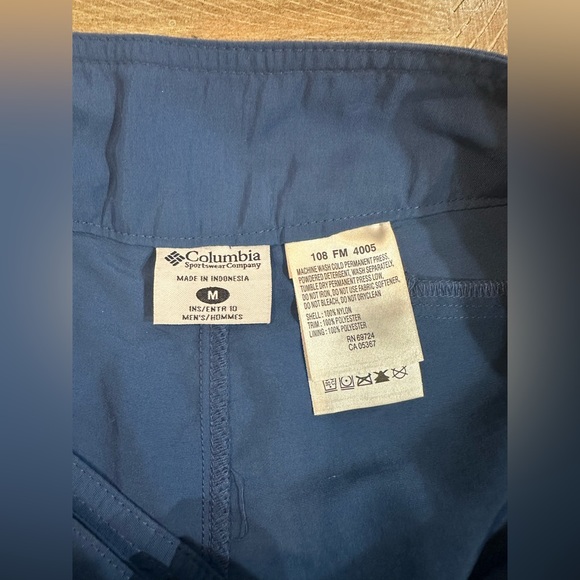 Columbia
Sportswear Company
MADE IN INDONESIA
M
INS/ENTR 10
MEN'S/HOMMES
108 FM 4005
MACHINE WASH COLD PERMANENT PRESS,
POWDERED DETERGENT, WASH SEPARATELY,
TUMBLE DRY PERMANENT PRESS LOW,
DO NOT IRON, DO NOT USE FABRIC SOFTENER,
DO NOT BLEACH, DO NOT DRYCLEAN
SHELL : 100% NYLON
TRIM : 100% POLYESTER
LINING : 100% POLYESTER
RN 69724
CA 05367